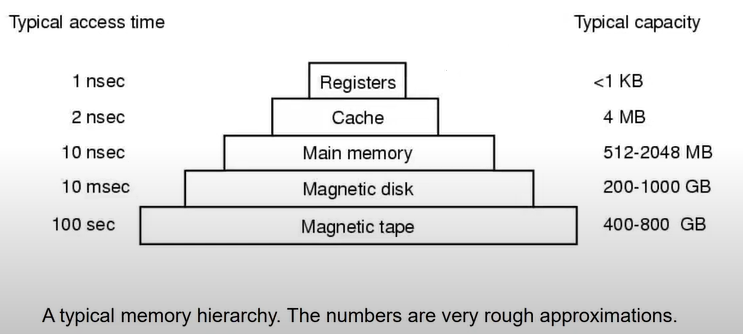 Typical access time Typical capacity
1 nsec Registers <1 KB
2 nsec Cache 4 MB
10 nsec Main memory 512-2048 MB
10 msec Magnetic disk 200-1000 GB
100 sec Magnetic tape 400-800 GB
A typical memory hierarchy. The numbers are very rough approximations.